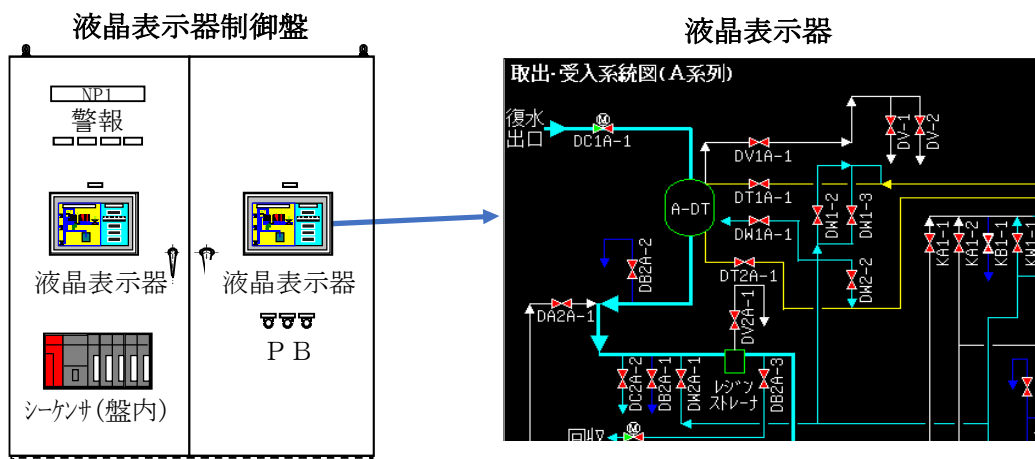 液晶表示器制御盤
NP1
警報
液晶表示器
液晶表示器
PB
シーケンサ(盤内)
液晶表示器
取出・受入系統図(A系列)
復水
出口
M
DC1A-1
DV1A-1
DV-1
DV-2
A-DT
DT1A-1
DW1A-1
DT2A-1
DW1-2
DW1-3
DW2-2
KA1-1
KA1-2
KB1-1
KW1-1
DB2A-2
DA2A-1
DV2A-1
DC2A-2
DB2A-1
DW2A-1
レジン
ストレーナ
DB2A-3
回収
M